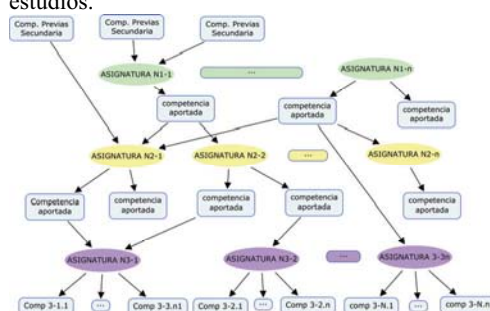 estudios.
Comp. Previas
Secundaria
Comp. Previas
Secundaria
Comp. Previas
Secundaria
ASIGNATURA N1-1
...
ASIGNATURA N1-n
competencia
aportada
competencia
aportada
competencia
aportada
ASIGNATURA N2-1
ASIGNATURA N2-2
...
ASIGNATURA N2-n
Competencia
aportada
competencia
aportada
competencia
aportada
competencia
aportada
competencia
aportada
ASIGNATURA N3-1
ASIGNATURA N3-2
...
ASIGNATURA 3-3n
Comp 3-1.1
...
Comp 3-3.n1
Comp 3-2.1
...
Comp 3-2.n
comp 3-N.1
...
comp 3-N.n